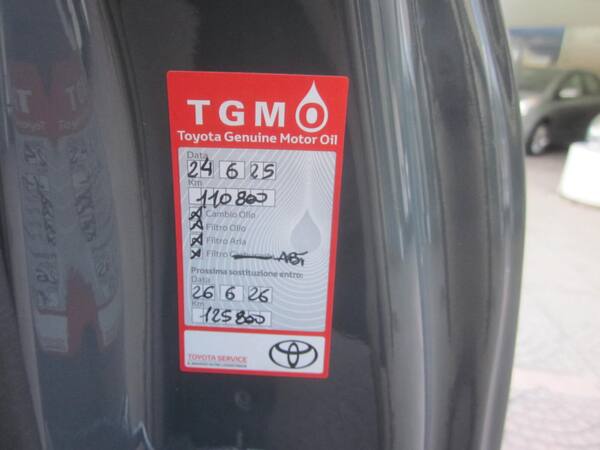 TGMO
Toyota Genuine Motor Oil
Data
24 6 25
Km
110800
Cambio Olio
Filtro Olio
Filtro Aria
Filtro ABT
Prossima sostituzione entro:
Data
26 6 26
Km
125800
TOYOTA SERVICE